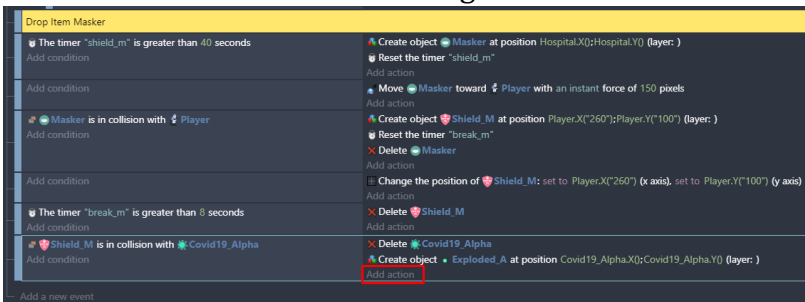 Drop Item Masker
The timer "shield_m" is greater than 40 seconds
Add condition
Create object Masker at position Hospital.X();Hospital.Y() (layer: )
Reset the timer "shield_m"
Add action
Add condition
Move Masker toward Player with an instant force of 150 pixels
Add action
Masker is in collision with Player
Add condition
Create object Shield_M at position Player.X("260");Player.Y("100") (layer: )
Reset the timer "break_m"
Delete Masker
Add action
Add condition
Change the position of Shield_M: set to Player.X("260") (x axis), set to Player.Y("100") (y axis)
Add action
The timer "break_m" is greater than 8 seconds
Add condition
Delete Shield_M
Add action
Shield_M is in collision with Covid19_Alpha
Add condition
Delete Covid19_Alpha
Create object Exploded_A at position Covid19_Alpha.X();Covid19_Alpha.Y() (layer: )
Add action
Add a new event